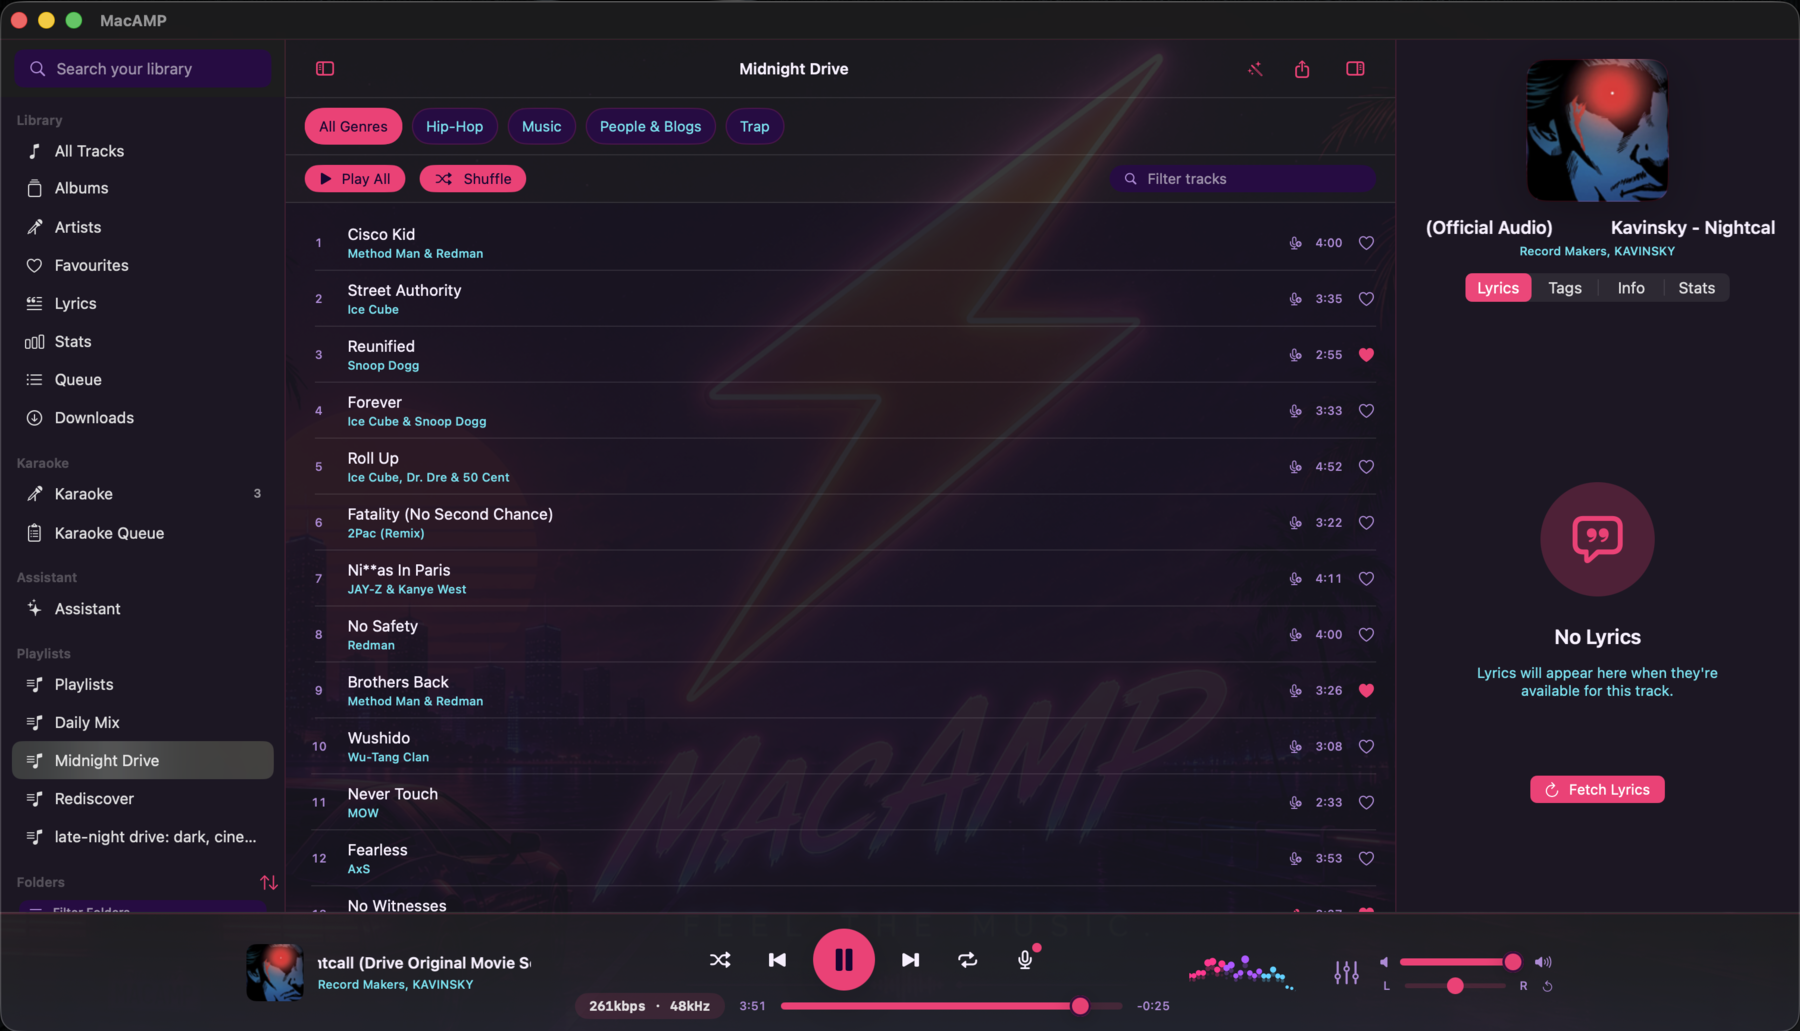 MacAMP
Search your library
Library
All Tracks
Albums
Artists
Favourites
Lyrics
Stats
Queue
Downloads
Karaoke
Karaoke 3
Karaoke Queue
Assistant
Assistant
Playlists
Playlists
Daily Mix
Midnight Drive
Rediscover
late-night drive: dark, cine...
Folders
Filter Folders
Midnight Drive
All Genres Hip-Hop Music People & Blogs Trap
Play All Shuffle Filter tracks
1 Cisco Kid 4:00
Method Man & Redman
2 Street Authority 3:35
Ice Cube
3 Reunified 2:55
Snoop Dogg
4 Forever 3:33
Ice Cube & Snoop Dogg
5 Roll Up 4:52
Ice Cube, Dr. Dre & 50 Cent
6 Fatality (No Second Chance) 3:22
2Pac (Remix)
7 Ni**as In Paris 4:11
JAY-Z & Kanye West
8 No Safety 4:00
Redman
9 Brothers Back 3:26
Method Man & Redman
10 Wushido 3:08
Wu-Tang Clan
11 Never Touch 2:33
MOW
12 Fearless 3:53
AxS
No Witnesses
MACAMP
FEEL THE MUSIC.
(Official Audio) Kavinsky - Nightcal
Record Makers, KAVINSKY
Lyrics Tags Info Stats
No Lyrics
Lyrics will appear here when they're
available for this track.
Fetch Lyrics
ntcall (Drive Original Movie S
Record Makers, KAVINSKY
261kbps · 48kHz 3:51 -0:25
L R